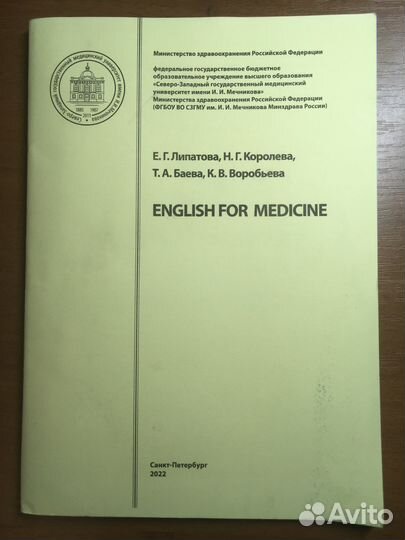 Министерство здравоохранения Российской Федерации
федеральное государственное бюджетное
образовательное учреждение высшего образования
«Северо-Западный государственный медицинский
университет имени И. И. Мечникова»
Министерства здравоохранения Российской Федерации
(ФГБОУ ВО СЗГМУ им. И. И. Мечникова Минздрава России)
Е. Г. Липатова, Н. Г. Королева,
Т. А. Баева, К. В. Воробьева
ENGLISH FOR MEDICINE
Санкт-Петербург
2022
Avito